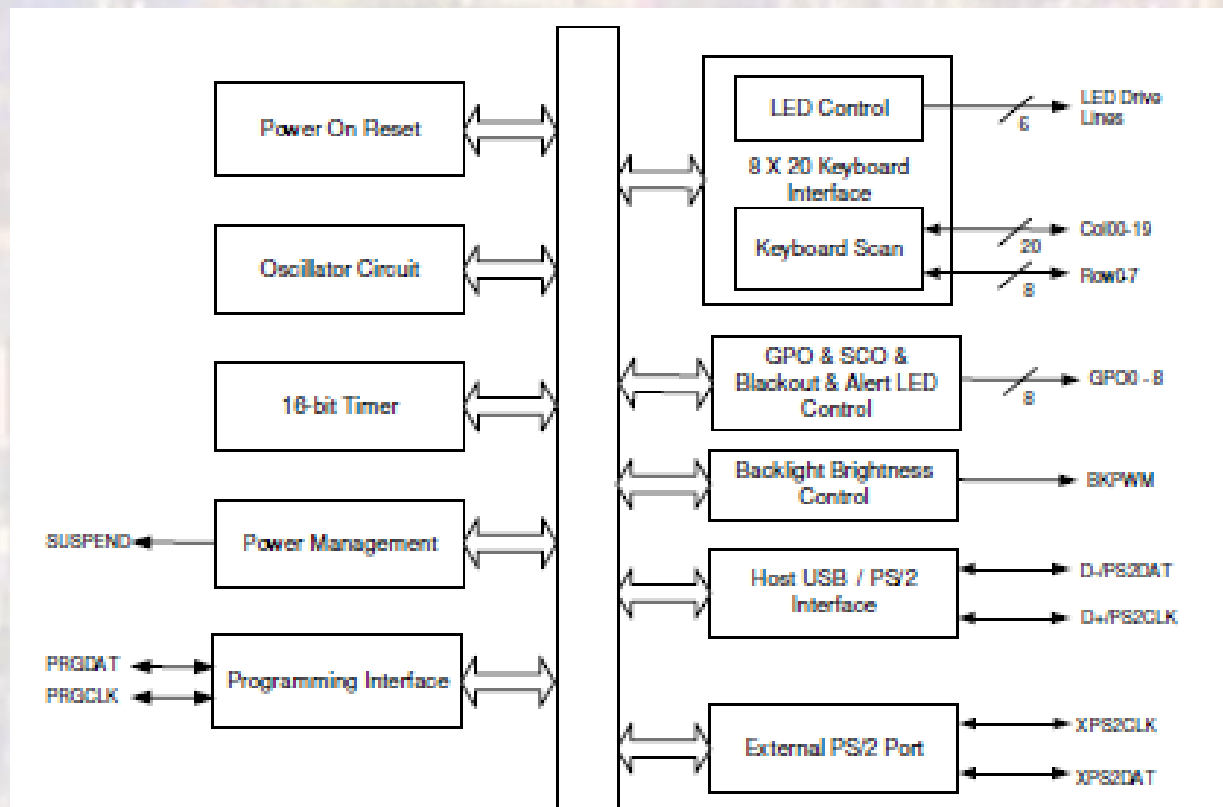 Power On Reset
Oscillator Circuit
16-bit Timer
SUSPEND
Power Management
PRGDAT
PRGCLK
Programming Interface
LED Control
8 X 20 Keyboard
Interface
Keyboard Scan
LED Drive
Lines
Col00-19
20
Row0-7
8
GPO & SCO &
Blackout & Alert LED
Control
8
GPO0 - 8
Backlight Brightness
Control
BKPWM
Host USB / PS/2
Interface
D-/PS2DAT
D+/PS2CLK
External PS/2 Port
XPS2CLK
XPS2DAT